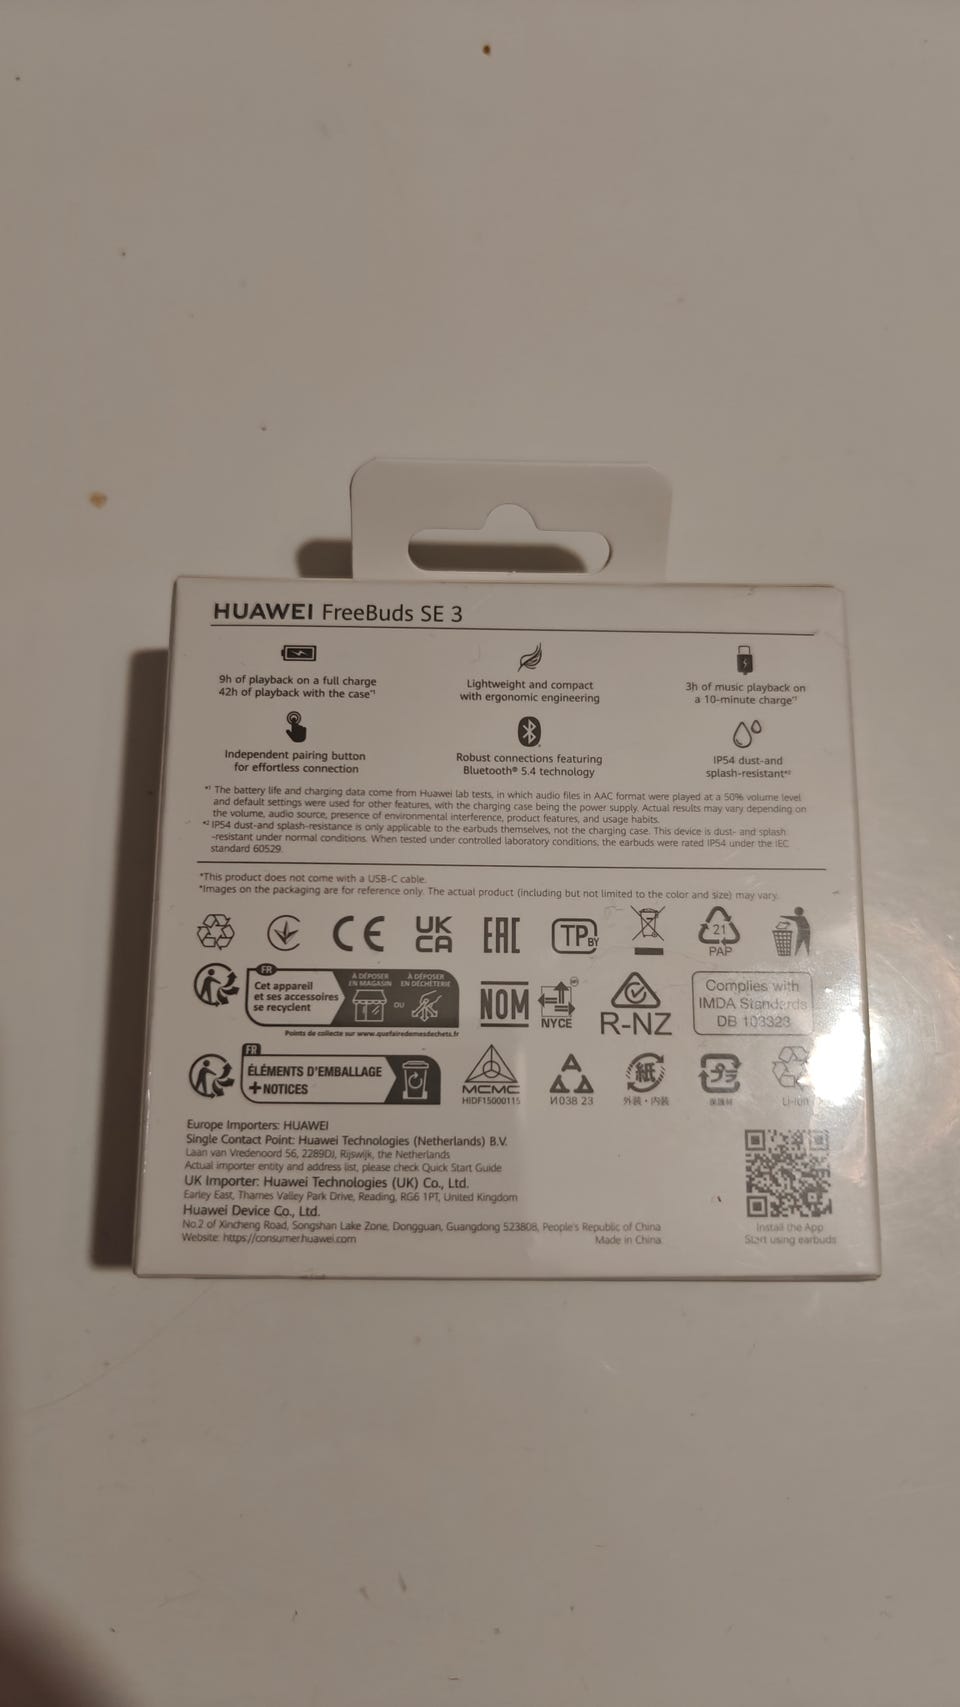 HUAWEI FreeBuds SE 3
9h of playback on a full charge
42h of playback with the case*1
Lightweight and compact
with ergonomic engineering
3h of music playback on
a 10-minute charge*1
Independent pairing button
for effortless connection
Robust connections featuring
Bluetooth® 5.4 technology
IP54 dust-and
splash-resistant*2
*1 The battery life and charging data come from Huawei lab tests, in which audio files in AAC format were played at a 50% volume level
and default settings were used for other features, with the charging case being the power supply. Actual results may vary depending on
the volume, audio source, presence of environmental interference, product features, and usage habits.
*2 IP54 dust-and splash-resistance is only applicable to the earbuds themselves, not the charging case. This device is dust- and splash
-resistant under normal conditions. When tested under controlled laboratory conditions, the earbuds were rated IP54 under the IEC
standard 60529.
*This product does not come with a USB-C cable.
*Images on the packaging are for reference only. The actual product (including but not limited to the color and size) may vary.
CE
UK
CA
EAC
TP BY
21
PAP
FR
Cet appareil
et ses accessoires
se recyclent
À DÉPOSER
EN MAGASIN
OU
À DÉPOSER
EN DÉCHÈTERIE
Points de collecte sur www.quefairedemesdechets.fr
NOM
NYCE
R-NZ
Complies with
IMDA Standards
DB 103323
FR
ÉLÉMENTS D'EMBALLAGE
+ NOTICES
MCMC
HIDF15000115
И038 23
紙
外装・内装
プラ
保護材
Li-ion
Europe Importers: HUAWEI
Single Contact Point: Huawei Technologies (Netherlands) B.V.
Laan van Vredenoord 56, 2289DJ, Rijswijk, the Netherlands
Actual importer entity and address list, please check Quick Start Guide
UK Importer: Huawei Technologies (UK) Co., Ltd.
Earley East, Thames Valley Park Drive, Reading, RG6 1PT, United Kingdom
Huawei Device Co., Ltd.
No.2 of Xincheng Road, Songshan Lake Zone, Dongguan, Guangdong 523808, People's Republic of China
Website: https://consumer.huawei.com
Made in China
Install the App
Start using earbuds